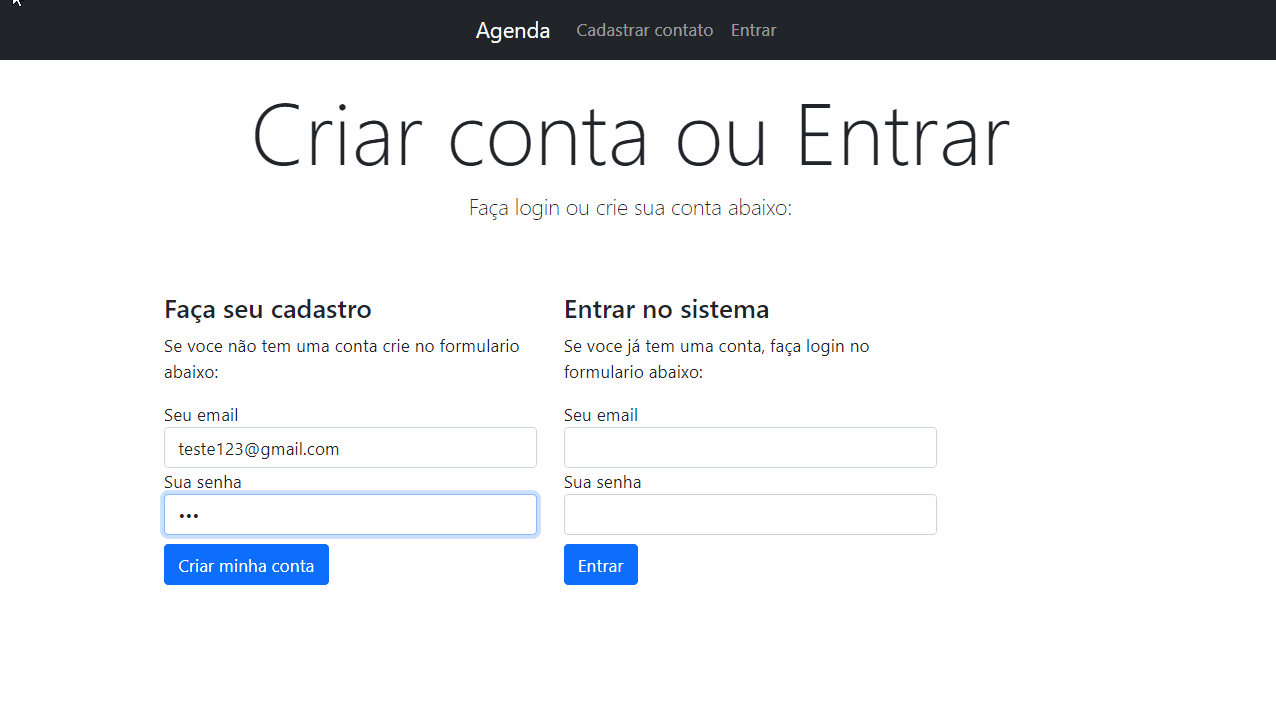 Agenda Cadastrar contato Entrar
Criar conta ou Entrar
Faça login ou crie sua conta abaixo:
Faça seu cadastro
Se voce não tem uma conta crie no formulario
abaixo:
Seu email
teste123@gmail.com
Sua senha
•••
Criar minha conta
Entrar no sistema
Se voce já tem uma conta, faça login no
formulario abaixo:
Seu email
Sua senha
Entrar